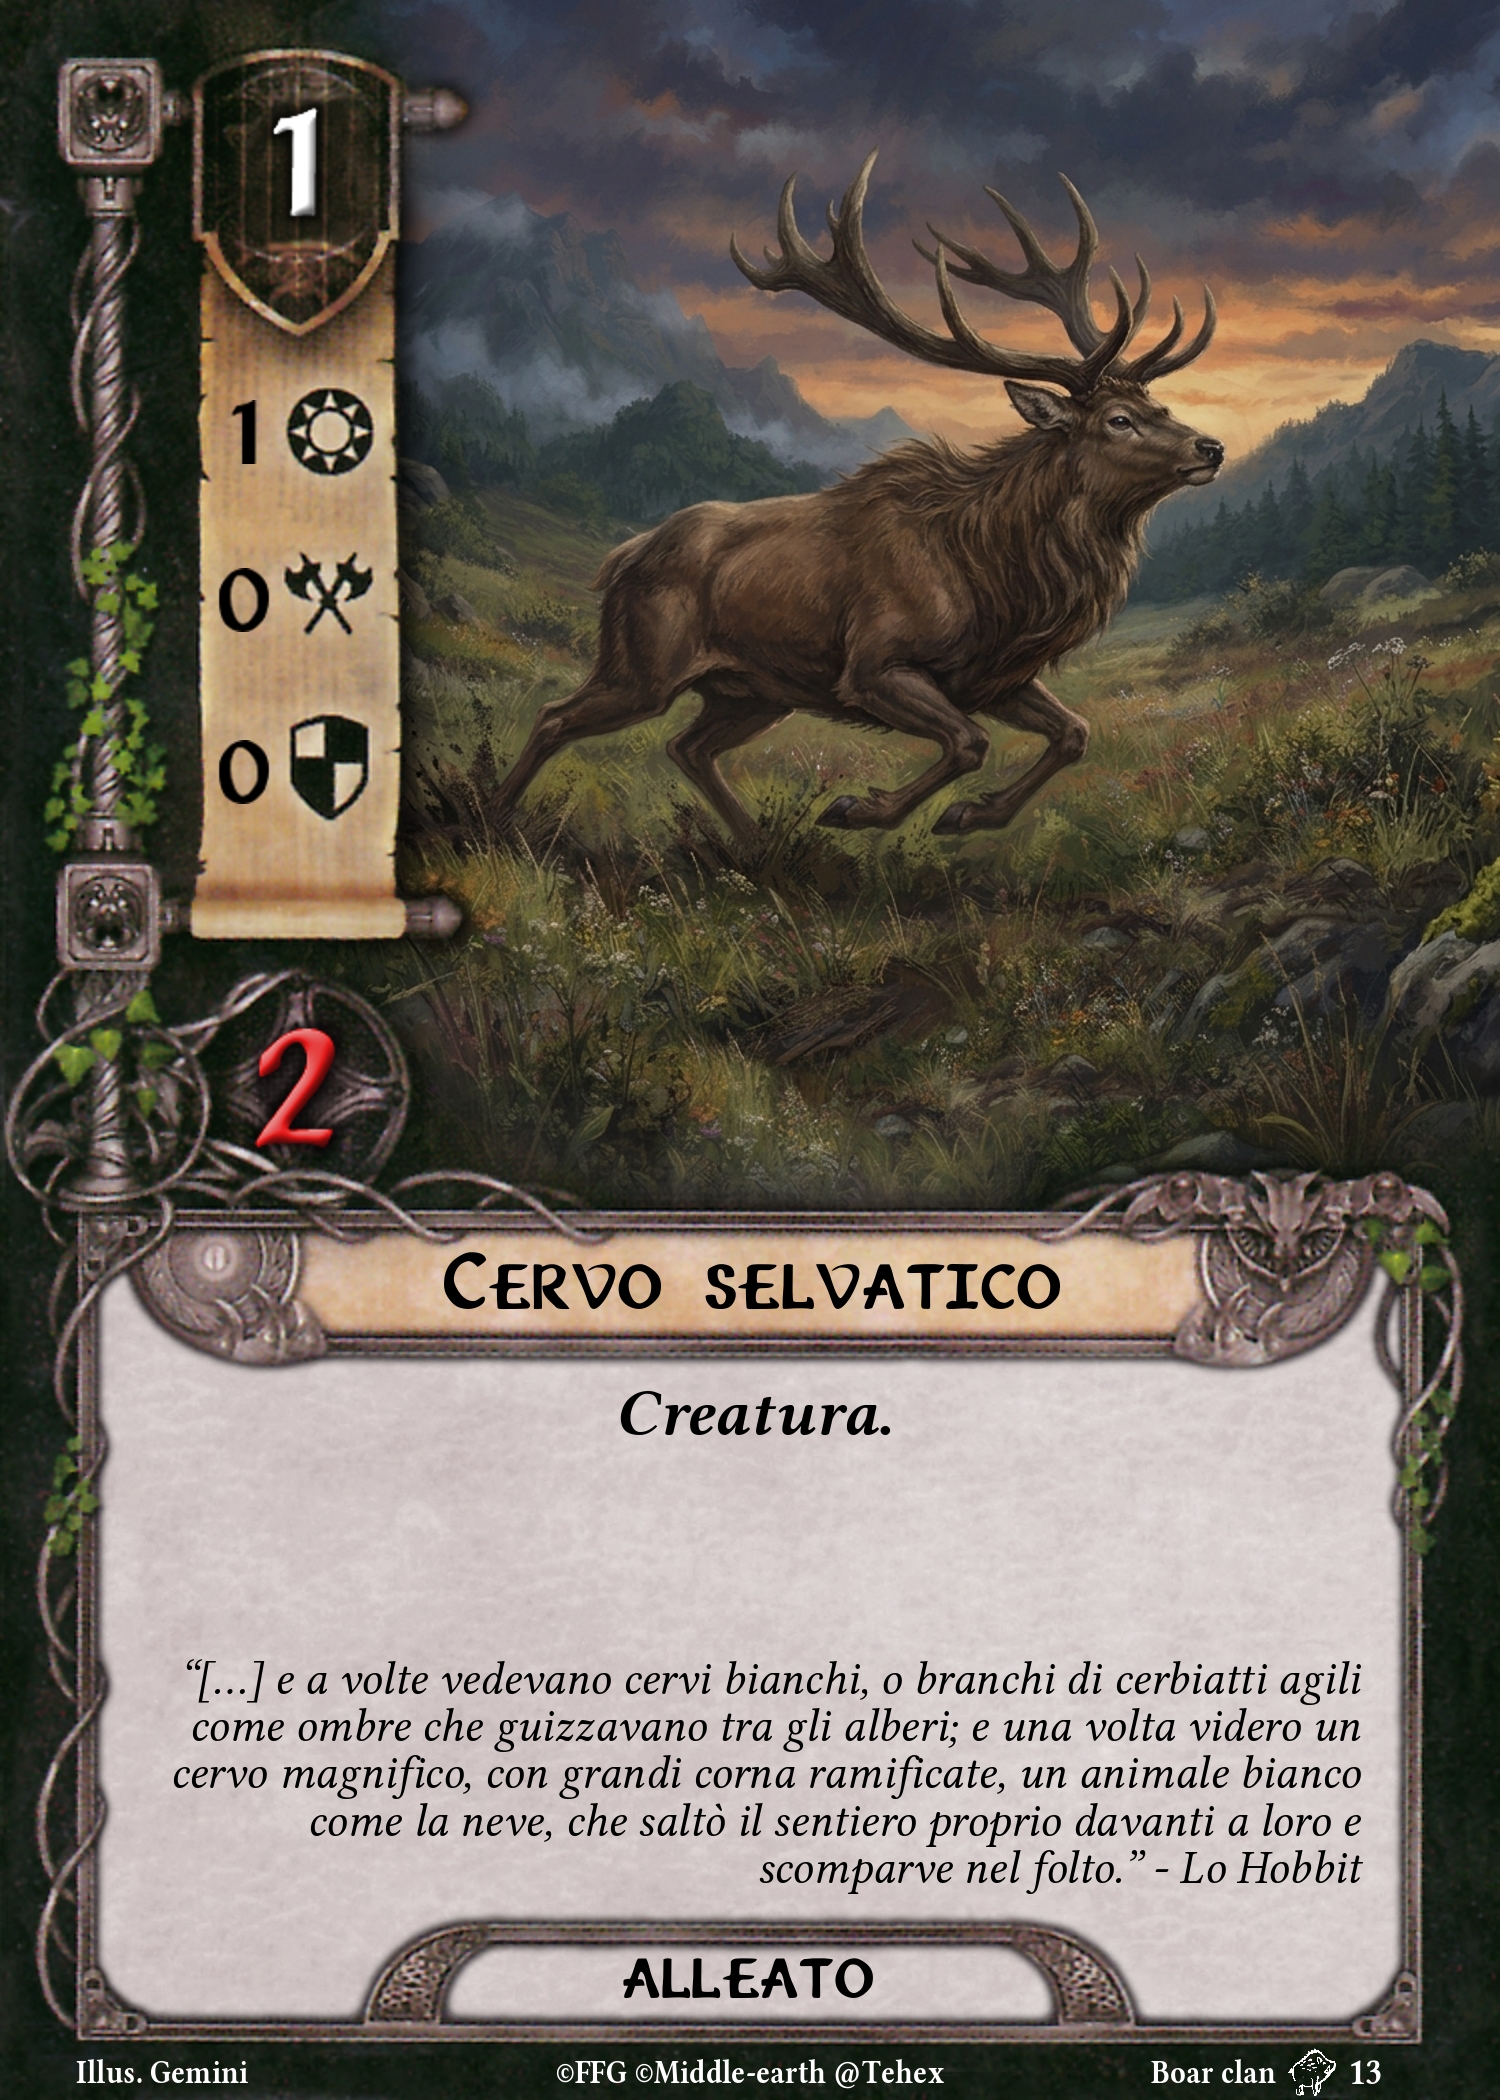 1
1
0
0
2
Cervo selvatico
Creatura.
“[...] e a volte vedevano cervi bianchi, o branchi di cerbiatti agili
come ombre che guizzavano tra gli alberi; e una volta videro un
cervo magnifico, con grandi corna ramificate, un animale bianco
come la neve, che saltò il sentiero proprio davanti a loro e
scomparve nel folto.” - Lo Hobbit
ALLEATO
Illus. Gemini ©FFG ©Middle-earth @Tehex Boar clan 13